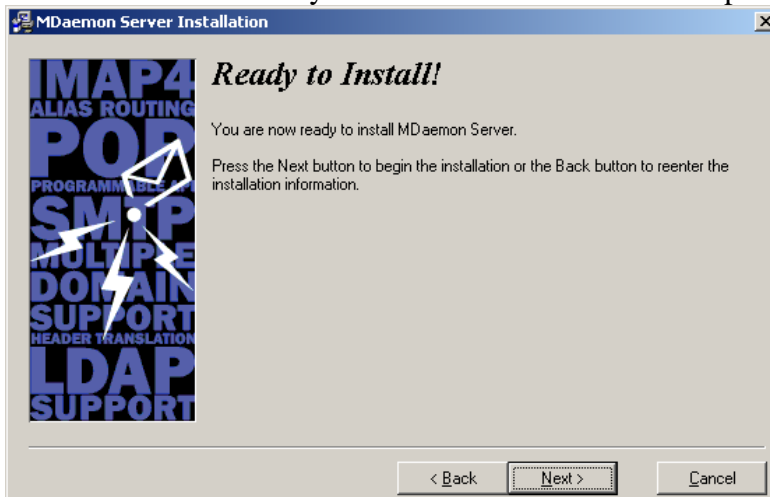 MDaemon Server Installation
IMAP4
ALIAS ROUTING
POP
PROGRAMMABLE API
SMTP
MULTIPLE
DOMAIN
SUPPORT
HEADER TRANSLATION
LDAP
SUPPORT
Ready to Install!
You are now ready to install MDaemon Server.
Press the Next button to begin the installation or the Back button to reenter the
installation information.
< Back
Next >
Cancel